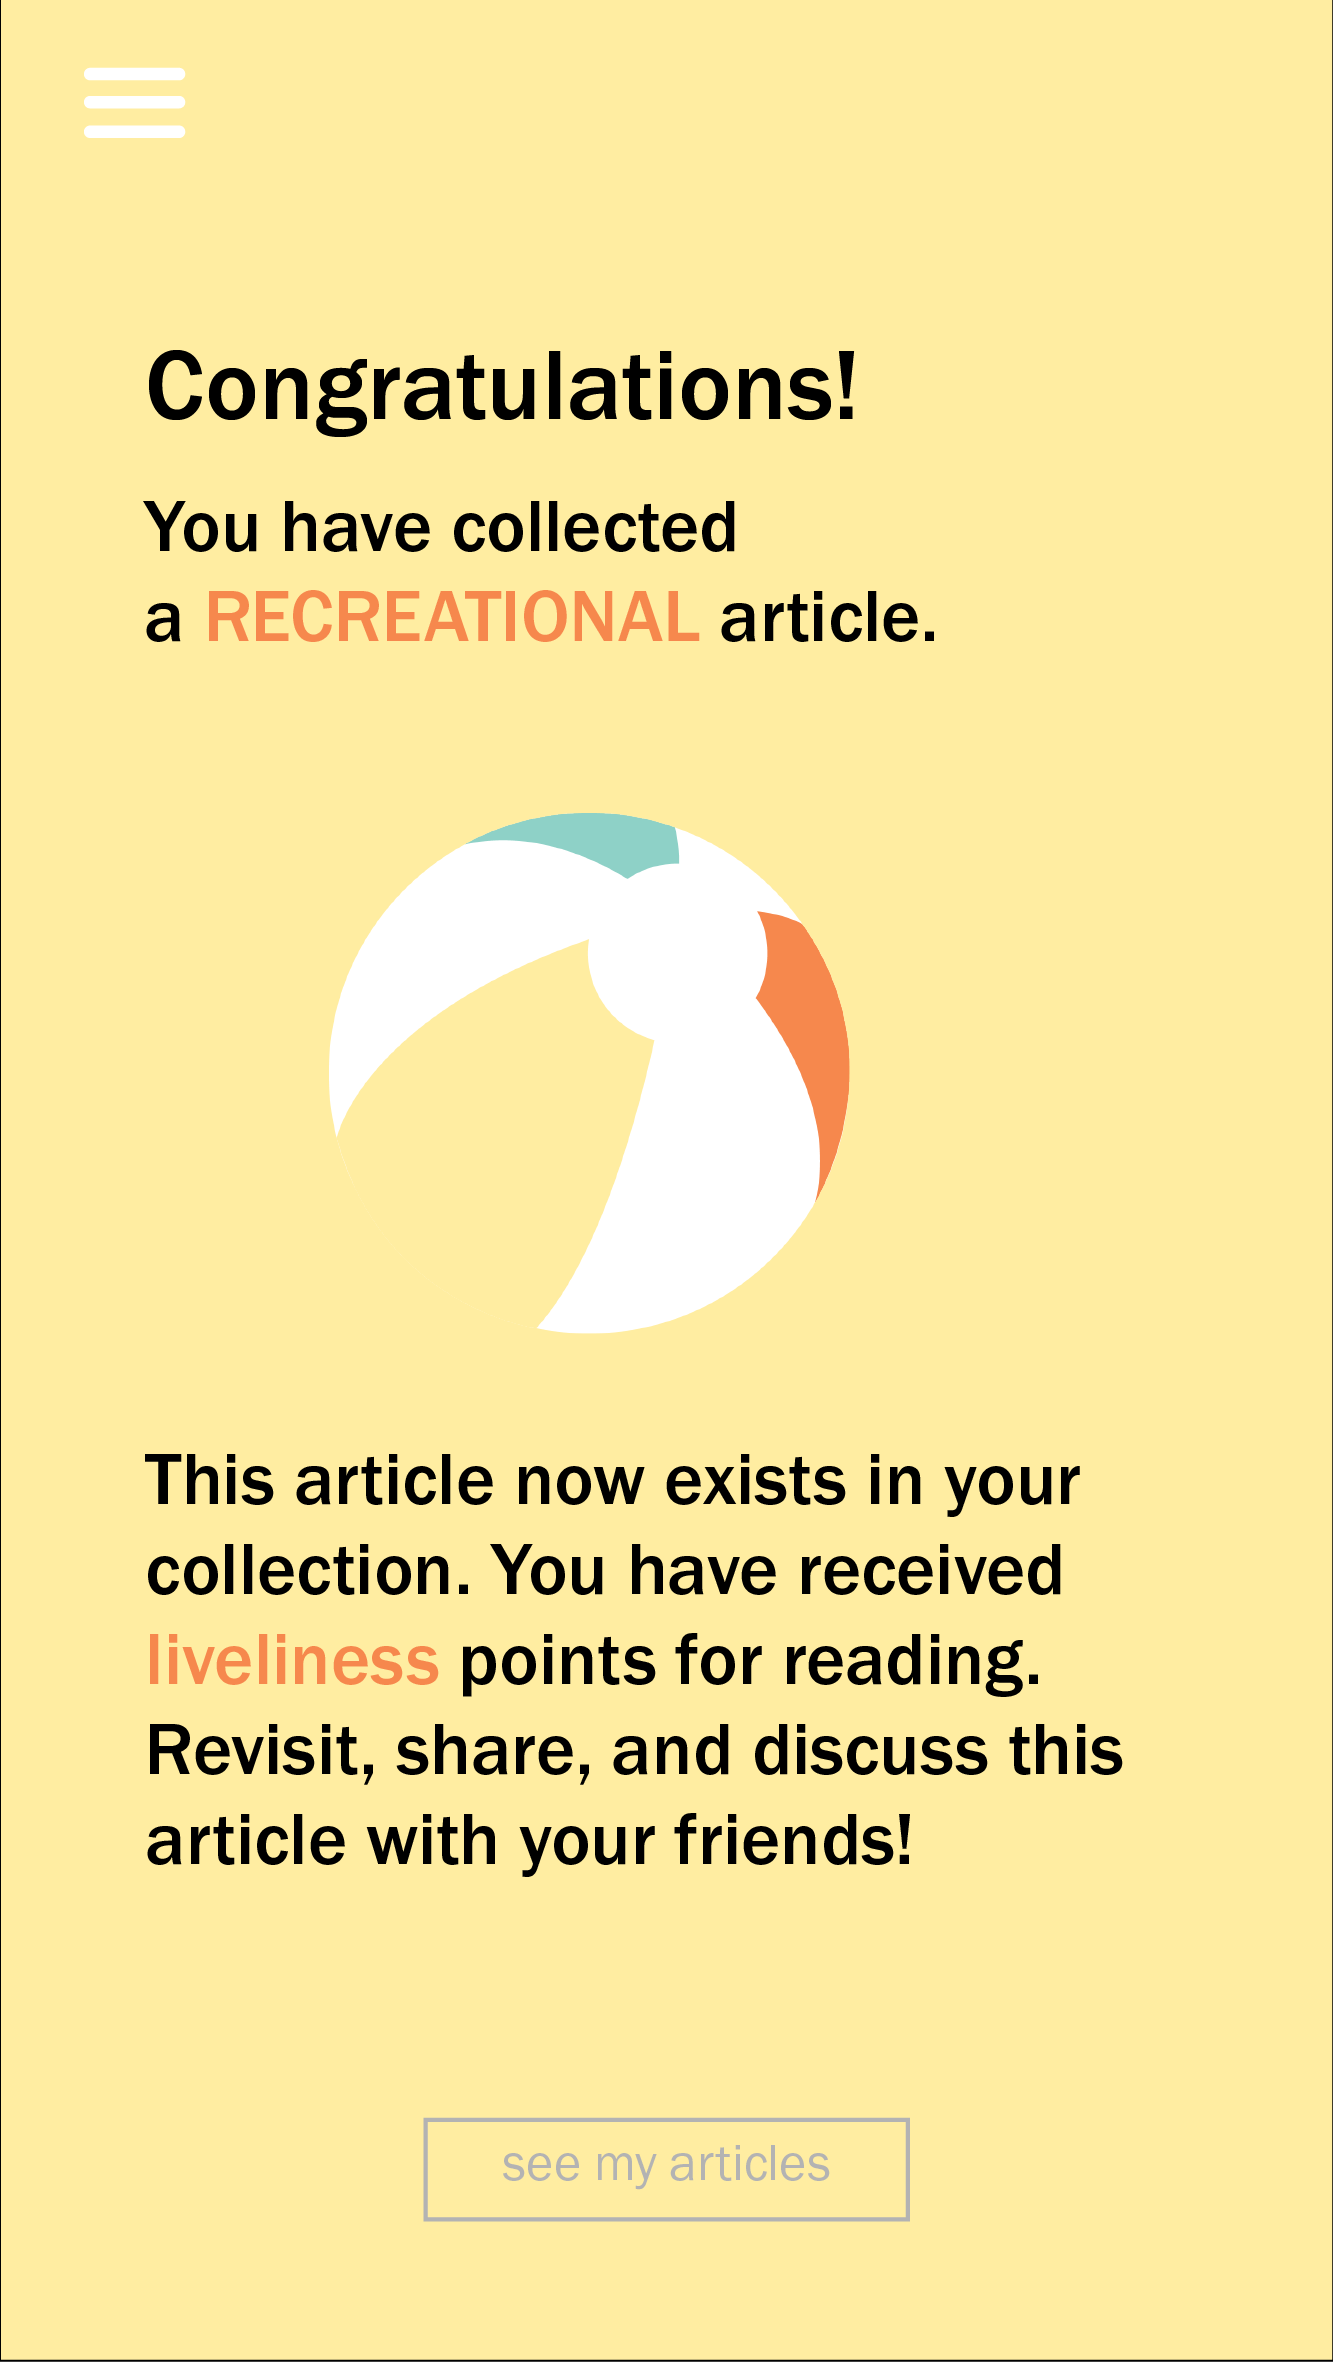 Congratulations!
You have collected
a RECREATIONAL article.
This article now exists in your
collection. You have received
liveliness points for reading.
Revisit, share, and discuss this
article with your friends!
see my articles